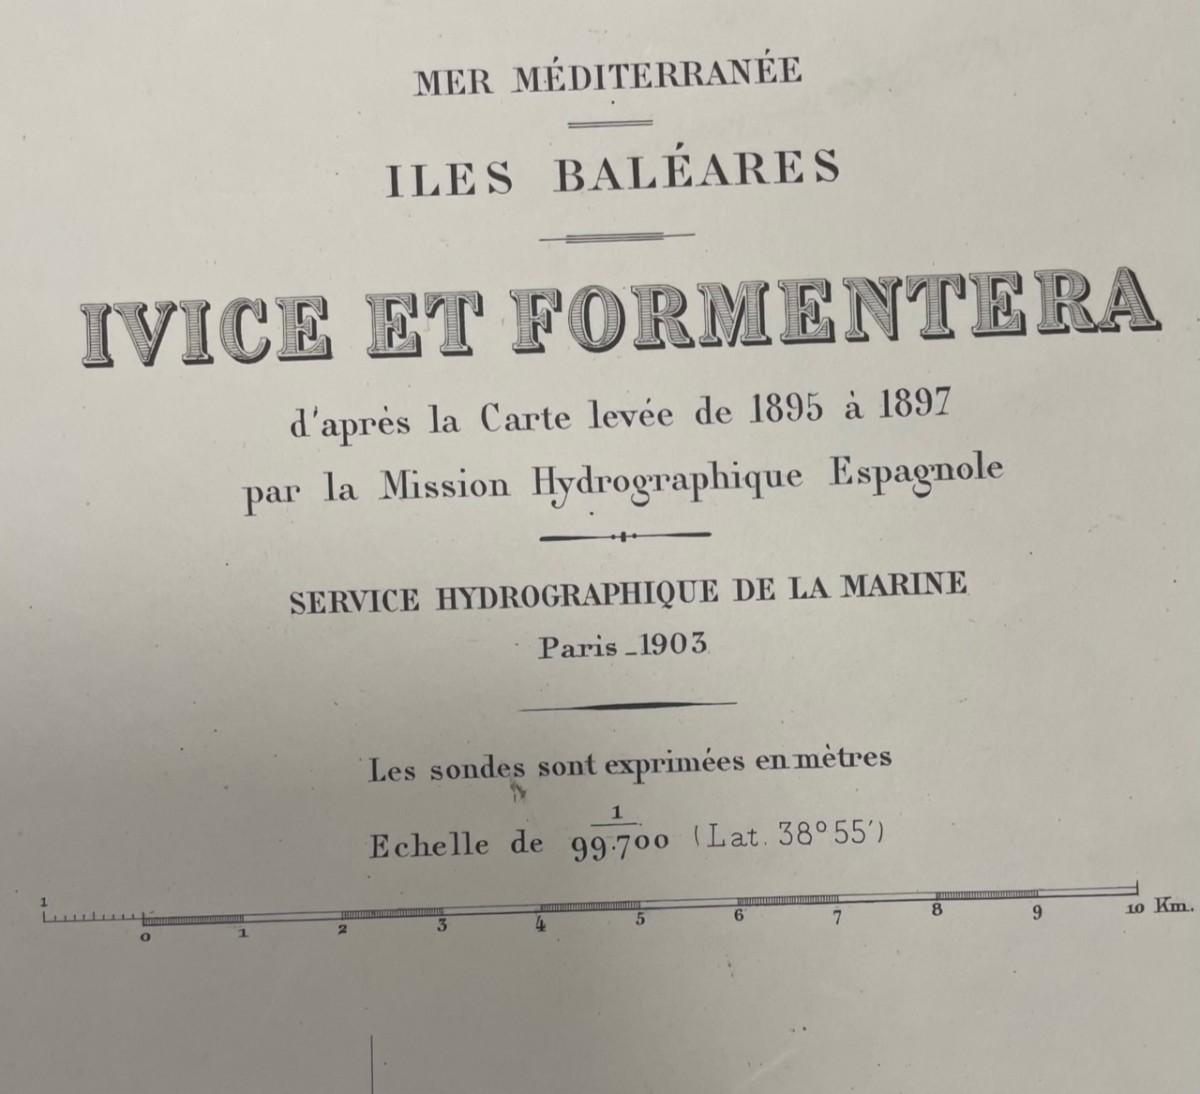 MER MÉDITERRANÉE
ILES BALÉARES
IVICE ET FORMENTERA
d'après la Carte levée de 1895 à 1897
par la Mission Hydrographique Espagnole
SERVICE HYDROGRAPHIQUE DE LA MARINE
Paris _ 1903
Les sondes sont exprimées en mètres
Echelle de 1/99.700 (Lat. 38° 55')
1 0 1 2 3 4 5 6 7 8 9 10 Km.